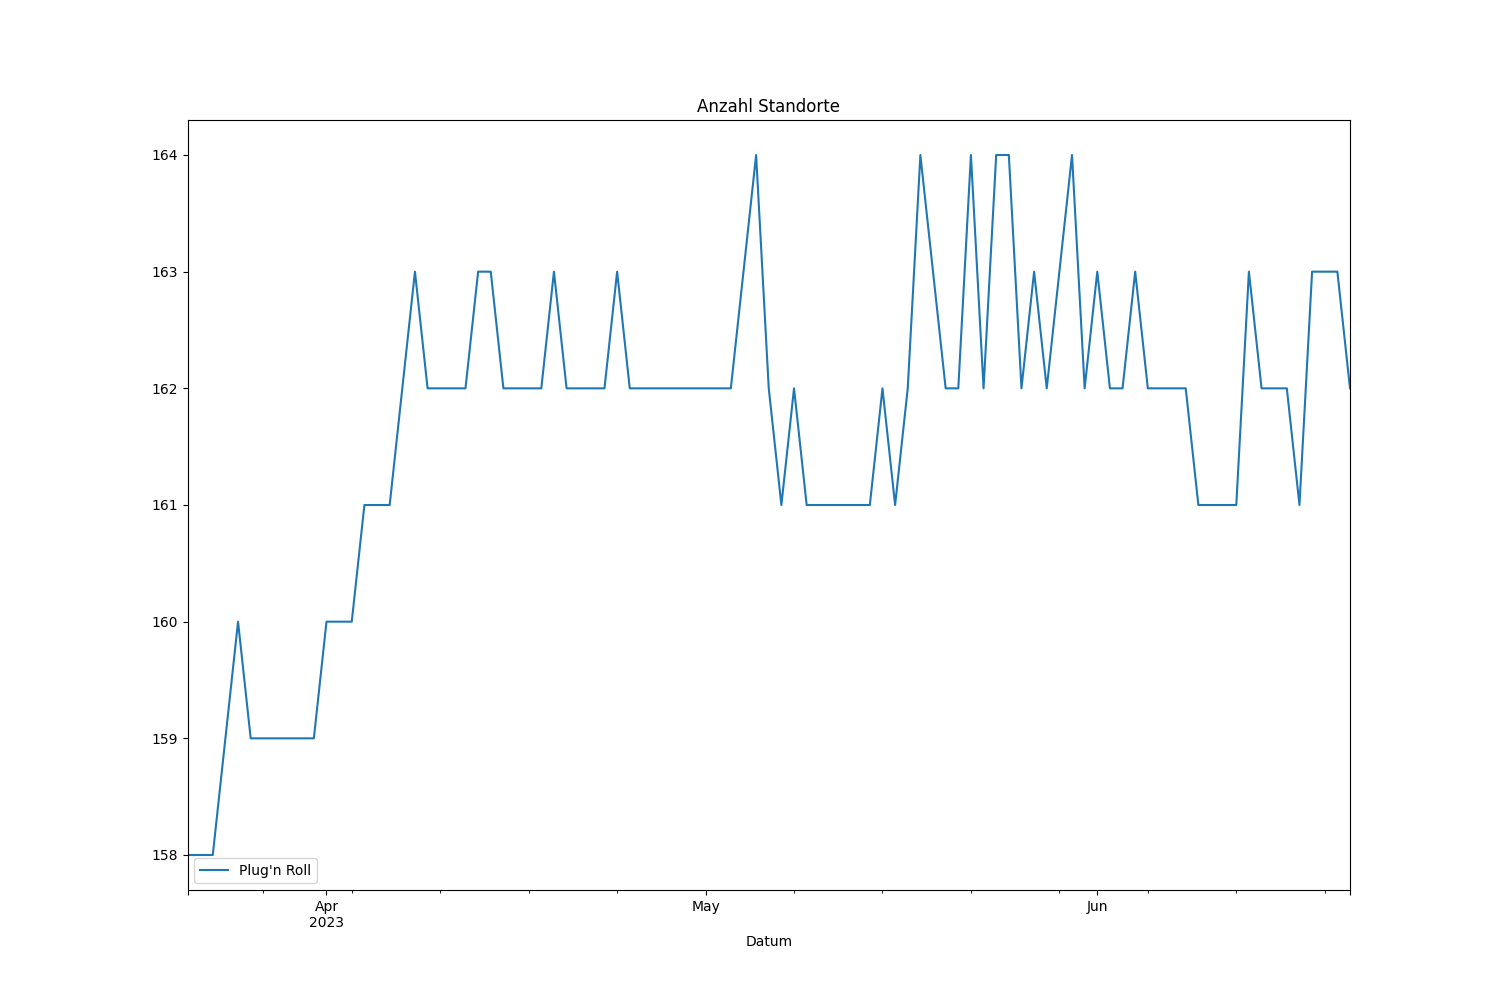 Anzahl Standorte
164
163
162
161
160
159
158
Plug'n Roll
Apr
2023
May
Jun
Datum